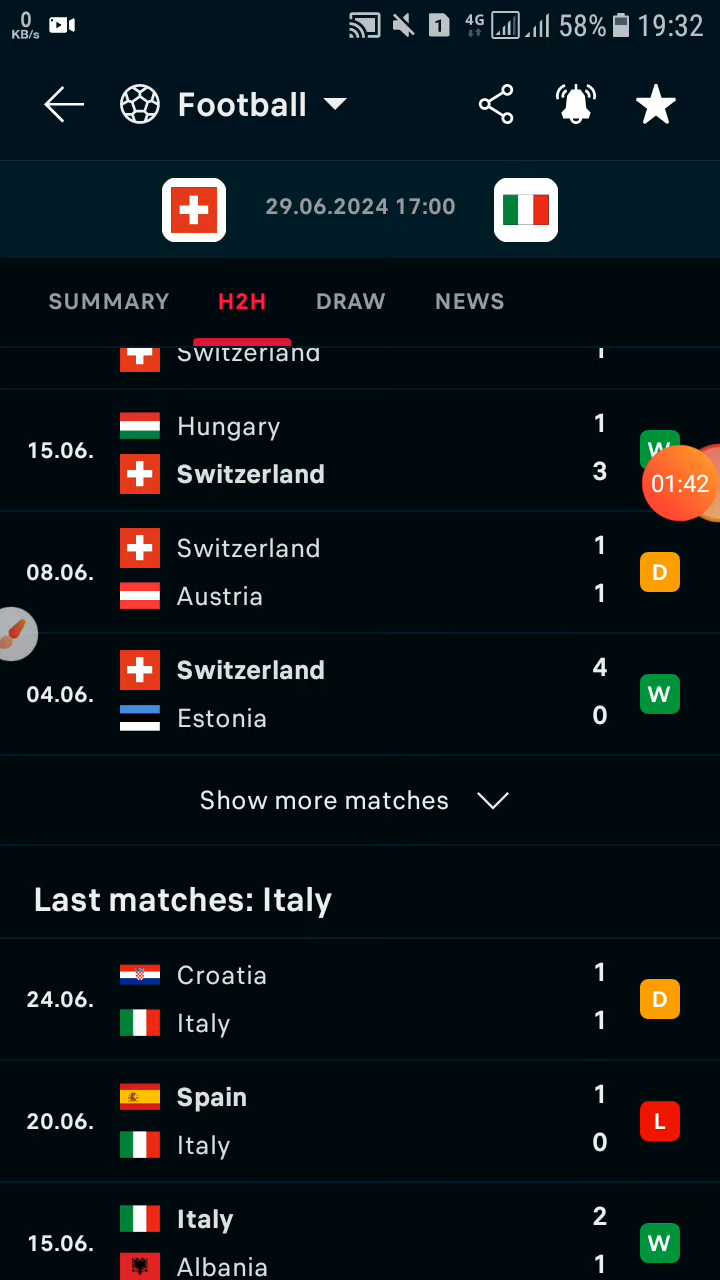 0
KB/s
1 4G 58% 19:32
Football
29.06.2024 17:00
SUMMARY H2H DRAW NEWS
Switzerland 1
15.06. Hungary 1 W
Switzerland 3
01:42
08.06. Switzerland 1 D
Austria 1
04.06. Switzerland 4 W
Estonia 0
Show more matches
Last matches: Italy
24.06. Croatia 1 D
Italy 1
20.06. Spain 1 L
Italy 0
15.06. Italy 2 W
Albania 1